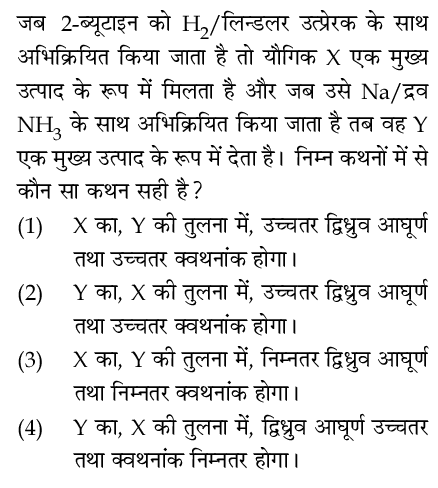 जब 2-ब्यूटाइन को H₂/लिन्डलर उत्प्रेरक के साथ
अभिक्रियित किया जाता है तो यौगिक X एक मुख्य
उत्पाद के रूप में मिलता है और जब उसे Na/द्रव
NH₃ के साथ अभिक्रियित किया जाता है तब वह Y
एक मुख्य उत्पाद के रूप में देता है। निम्न कथनों में से
कौन सा कथन सही है ?
(1) X का, Y की तुलना में, उच्चतर द्विध्रुव आघूर्ण
तथा उच्चतर क्वथनांक होगा।
(2) Y का, X की तुलना में, उच्चतर द्विध्रुव आघूर्ण
तथा उच्चतर क्वथनांक होगा।
(3) X का, Y की तुलना में, निम्नतर द्विध्रुव आघूर्ण
तथा निम्नतर क्वथनांक होगा।
(4) Y का, X की तुलना में, द्विध्रुव आघूर्ण उच्चतर
तथा क्वथनांक निम्नतर होगा।